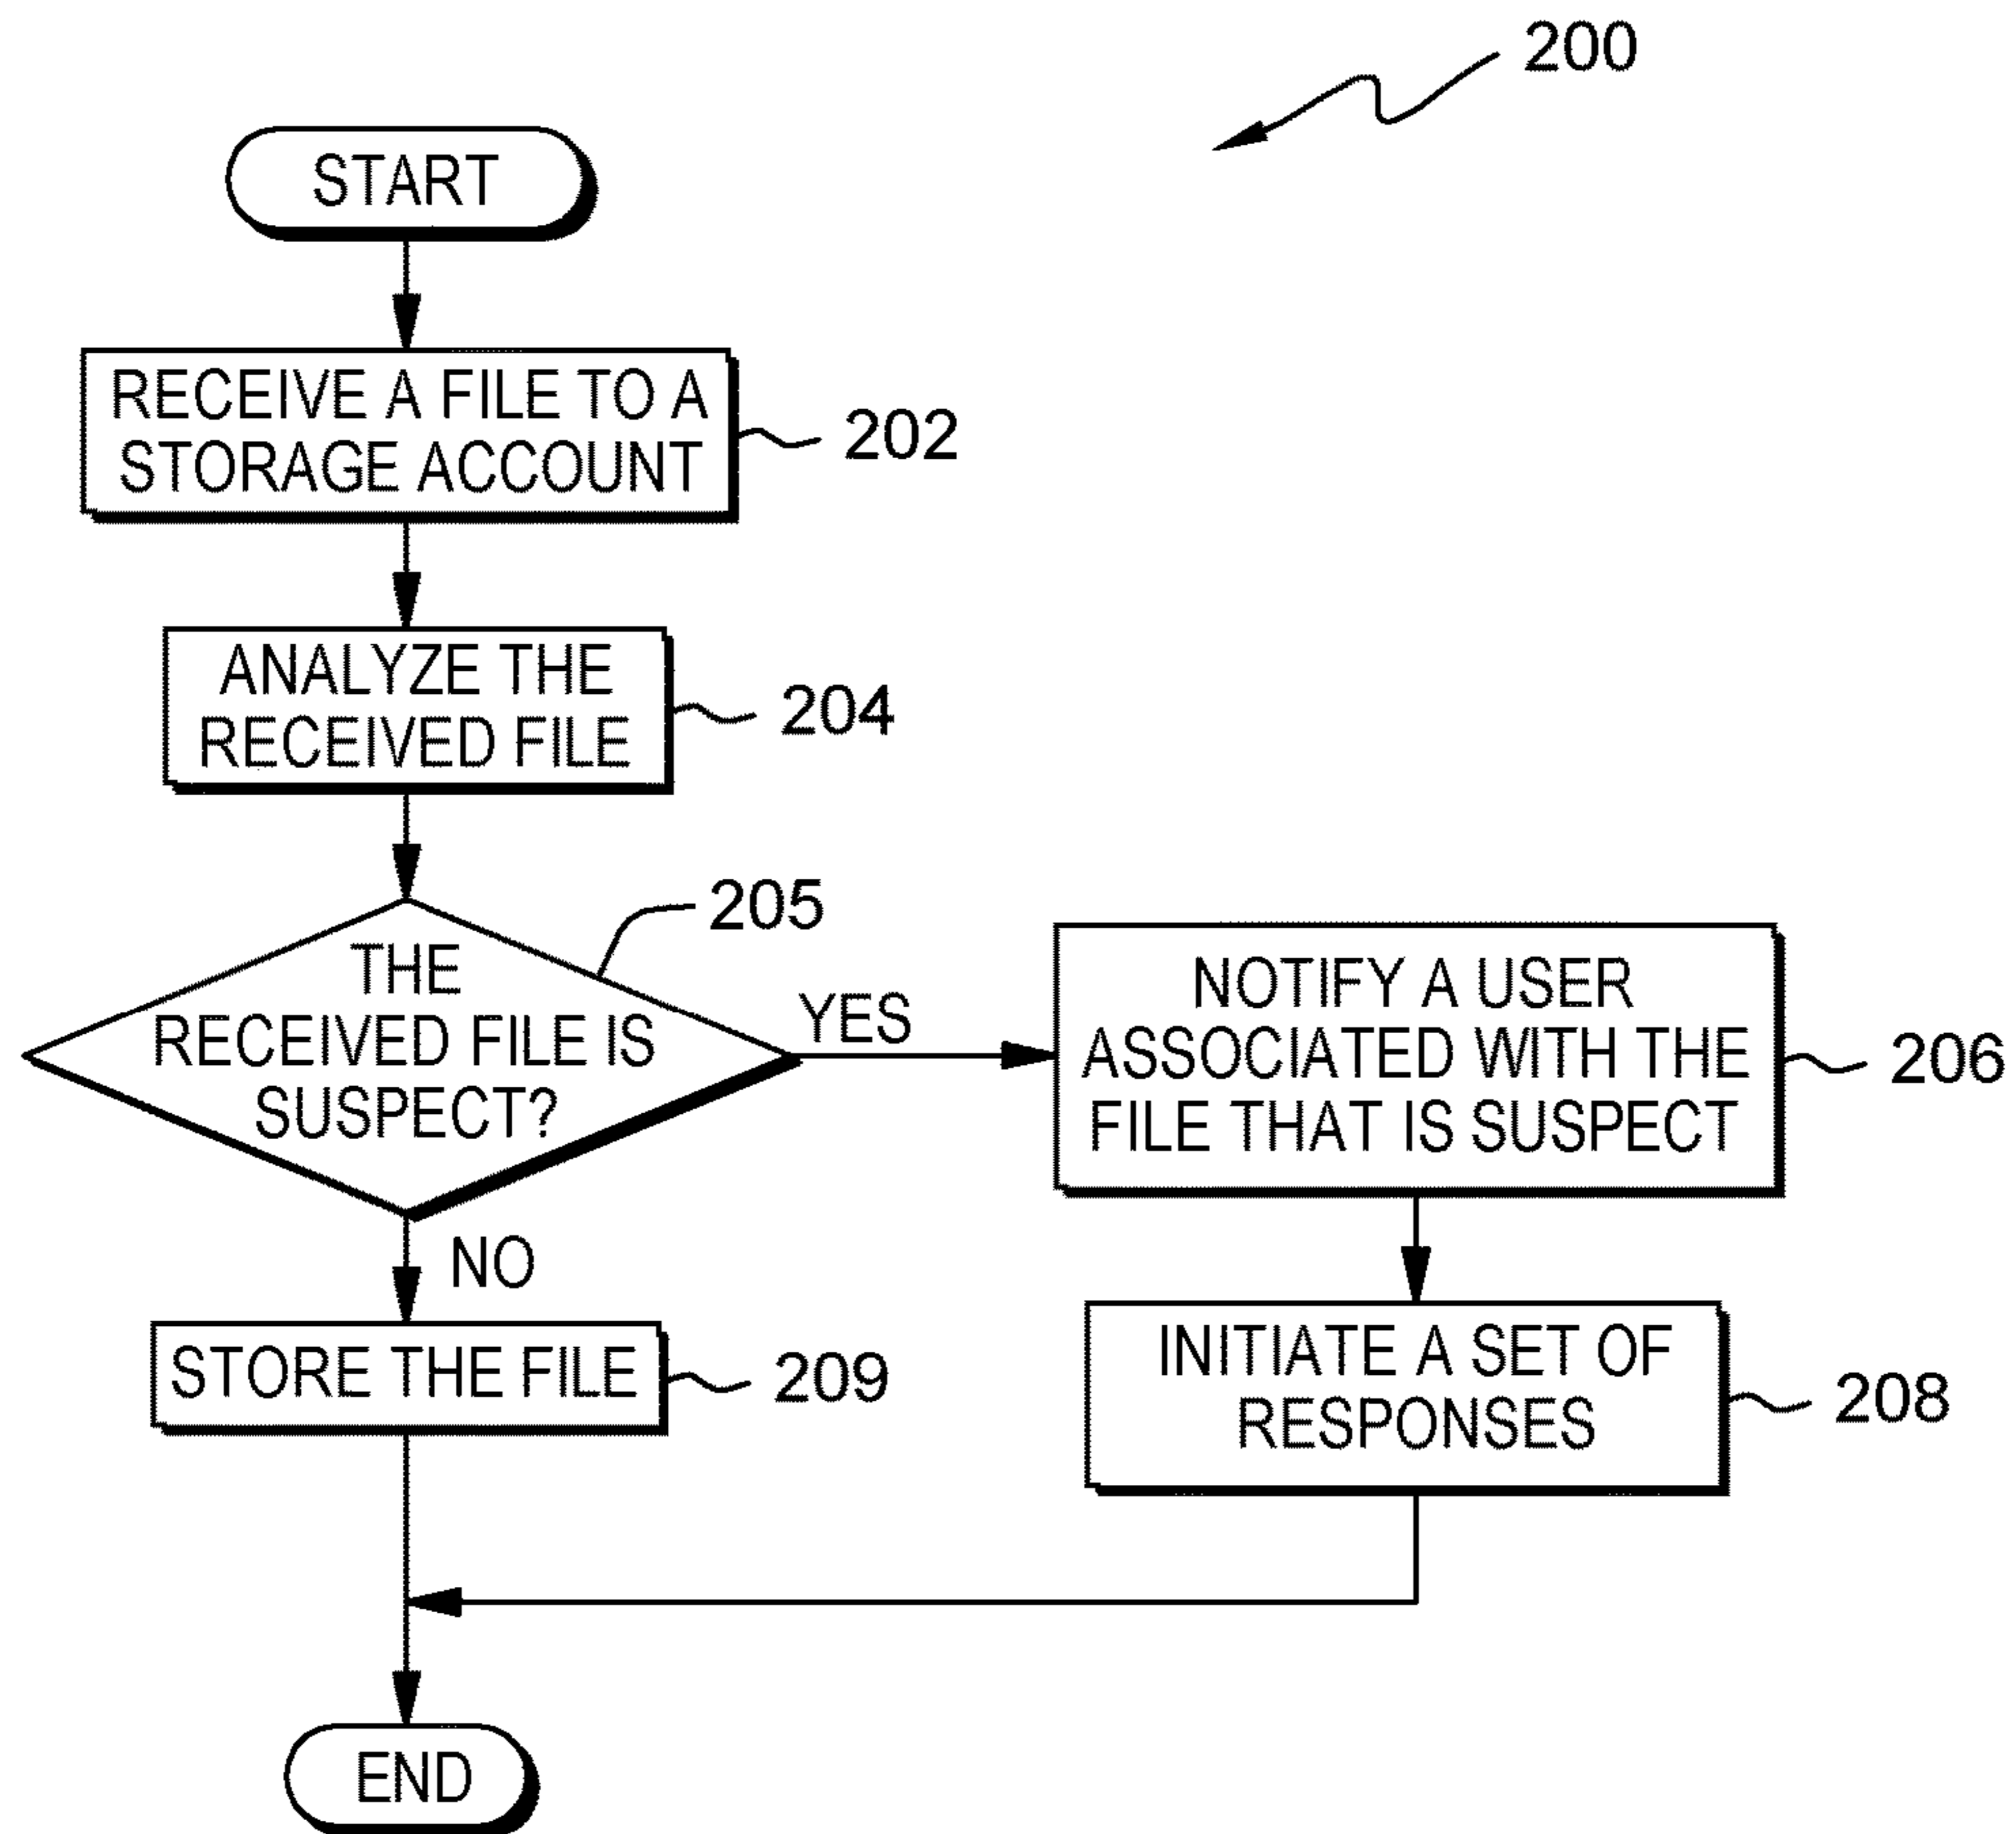 200
START
RECEIVE A FILE TO A
STORAGE ACCOUNT
202
ANALYZE THE
RECEIVED FILE
204
205
THE
RECEIVED FILE IS
SUSPECT?
YES
NOTIFY A USER
ASSOCIATED WITH THE
FILE THAT IS SUSPECT
206
NO
STORE THE FILE
209
INITIATE A SET OF
RESPONSES
208
END